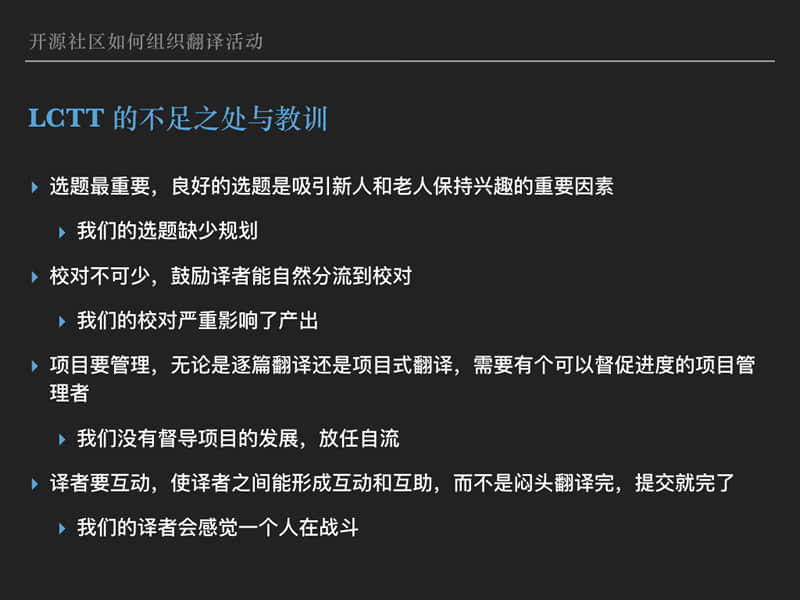 开源社区如何组织翻译活动
LCTT 的不足之处与教训
选题最重要，良好的选题是吸引新人和老人保持兴趣的重要因素
我们的选题缺少规划
校对不可少，鼓励译者能自然分流到校对
我们的校对严重影响了产出
项目要管理，无论是逐篇翻译还是项目式翻译，需要有个可以督促进度的项目管
理者
我们没有督导项目的发展，放任自流
译者要互动，使译者之间能形成互动和互助，而不是闷头翻译完，提交就完了
我们的译者会感觉一个人在战斗